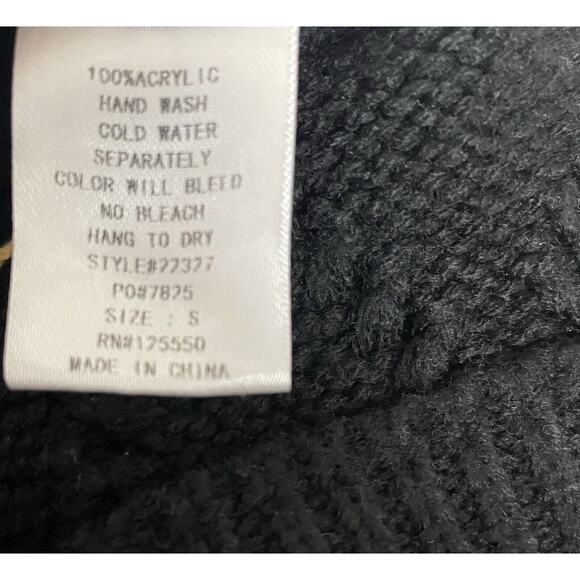 100%ACRYLIC
HAND WASH
COLD WATER
SEPARATELY
COLOR WILL BLEED
NO BLEACH
HANG TO DRY
STYLE#22327
PO#7825
SIZE : S
RN#125550
MADE IN CHINA